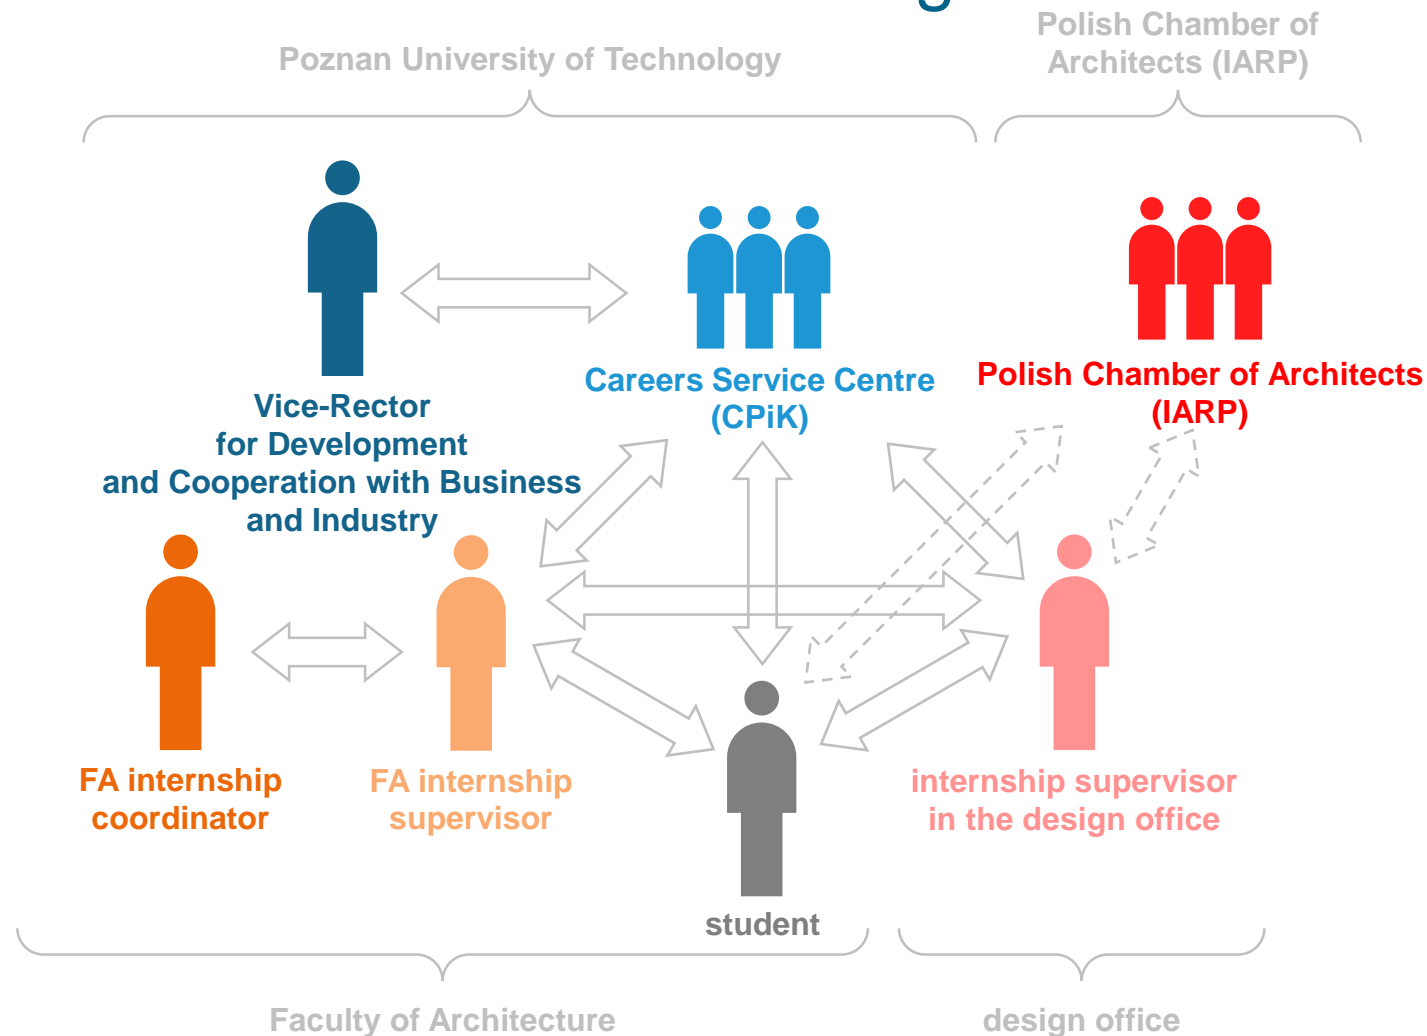 Poznan University of Technology
Polish Chamber of
Architects (IARP)
Careers Service Centre
(CPiK)
Polish Chamber of Architects
(IARP)
Vice-Rector
for Development
and Cooperation with Business
and Industry
FA internship
coordinator
FA internship
supervisor
internship supervisor
in the design office
student
Faculty of Architecture
design office